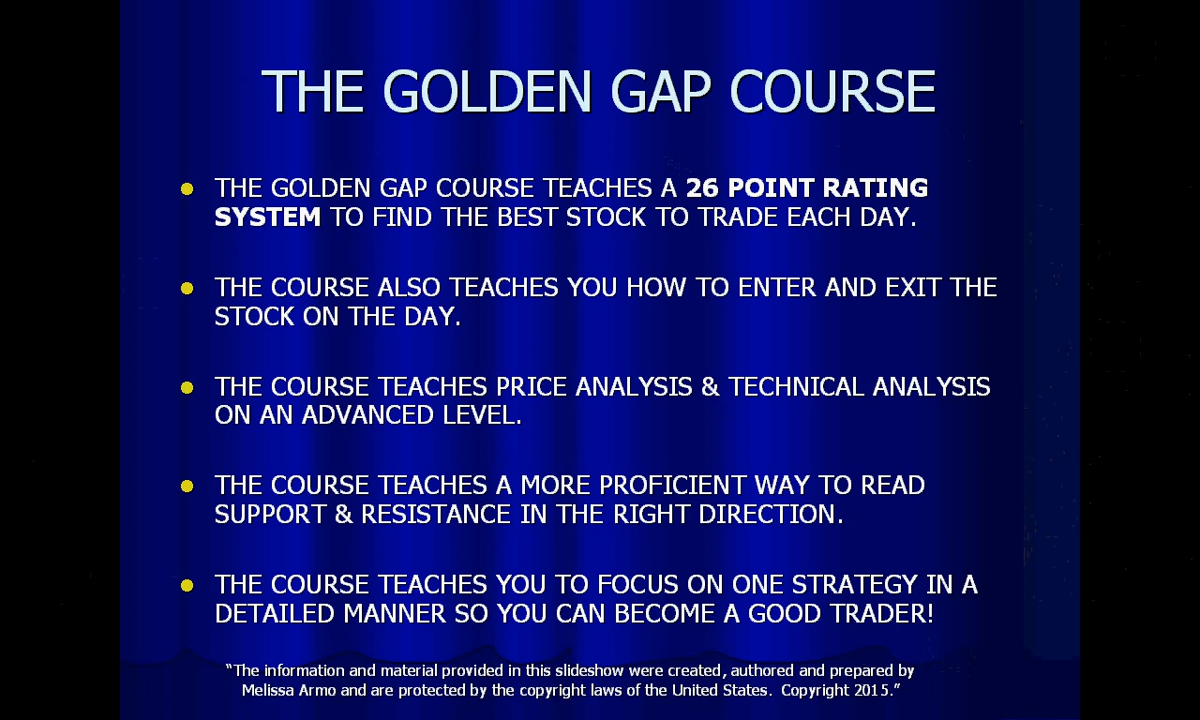 THE GOLDEN GAP COURSE
THE GOLDEN GAP COURSE TEACHES A 26 POINT RATING
SYSTEM TO FIND THE BEST STOCK TO TRADE EACH DAY.
THE COURSE ALSO TEACHES YOU HOW TO ENTER AND EXIT THE
STOCK ON THE DAY.
THE COURSE TEACHES PRICE ANALYSIS & TECHNICAL ANALYSIS
ON AN ADVANCED LEVEL.
THE COURSE TEACHES A MORE PROFICIENT WAY TO READ
SUPPORT & RESISTANCE IN THE RIGHT DIRECTION.
THE COURSE TEACHES YOU TO FOCUS ON ONE STRATEGY IN A
DETAILED MANNER SO YOU CAN BECOME A GOOD TRADER!
“The information and material provided in this slideshow were created, authored and prepared by
Melissa Armo and are protected by the copyright laws of the United States.  Copyright 2015.”